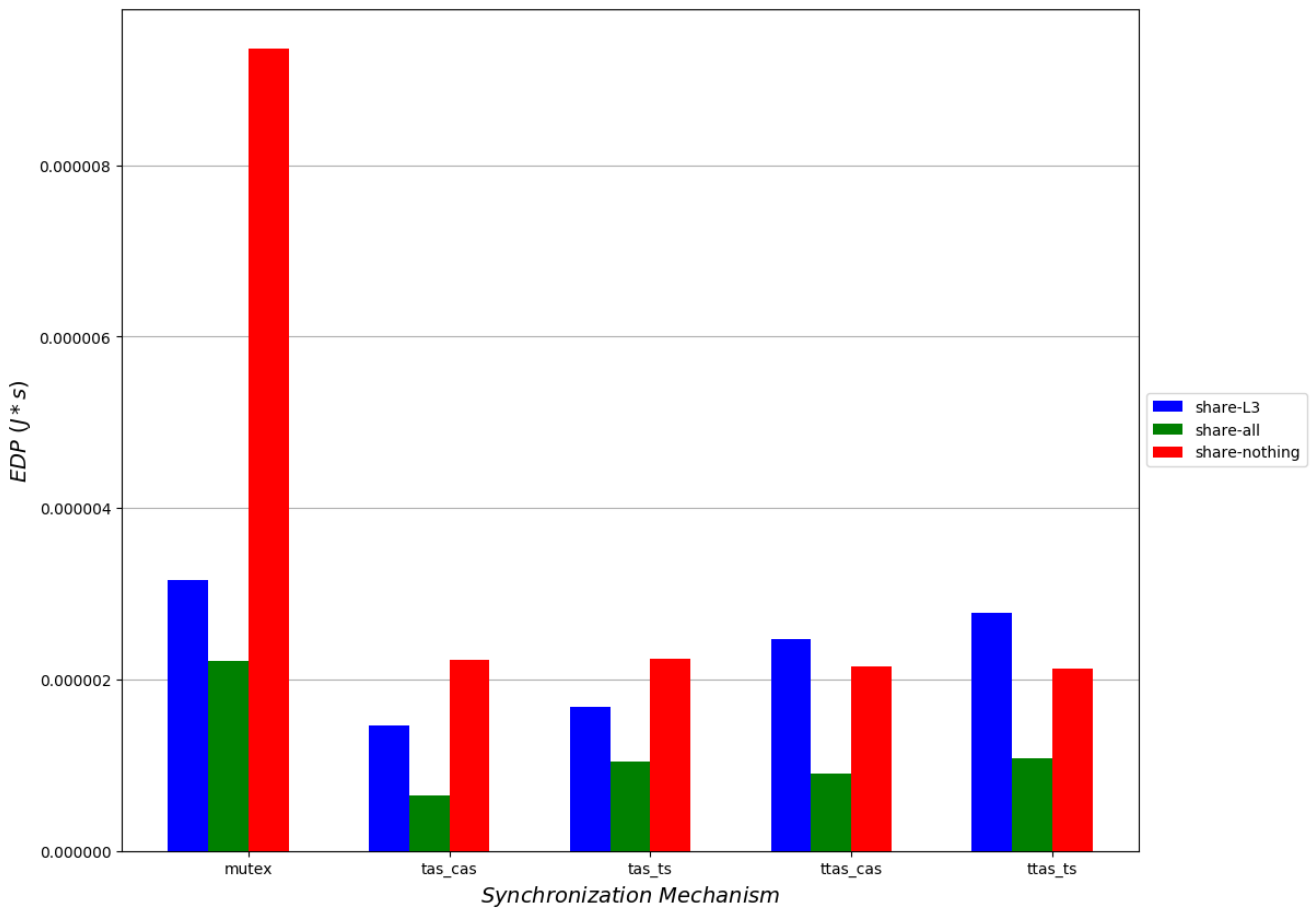 0.000008
0.000006
0.000004
0.000002
0.000000
EDP (J * s)
mutex
tas_cas
tas_ts
ttas_cas
ttas_ts
Synchronization Mechanism
share-L3
share-all
share-nothing